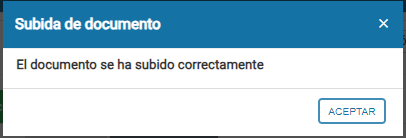 Subida de documento
×
El documento se ha subido correctamente
ACEPTAR